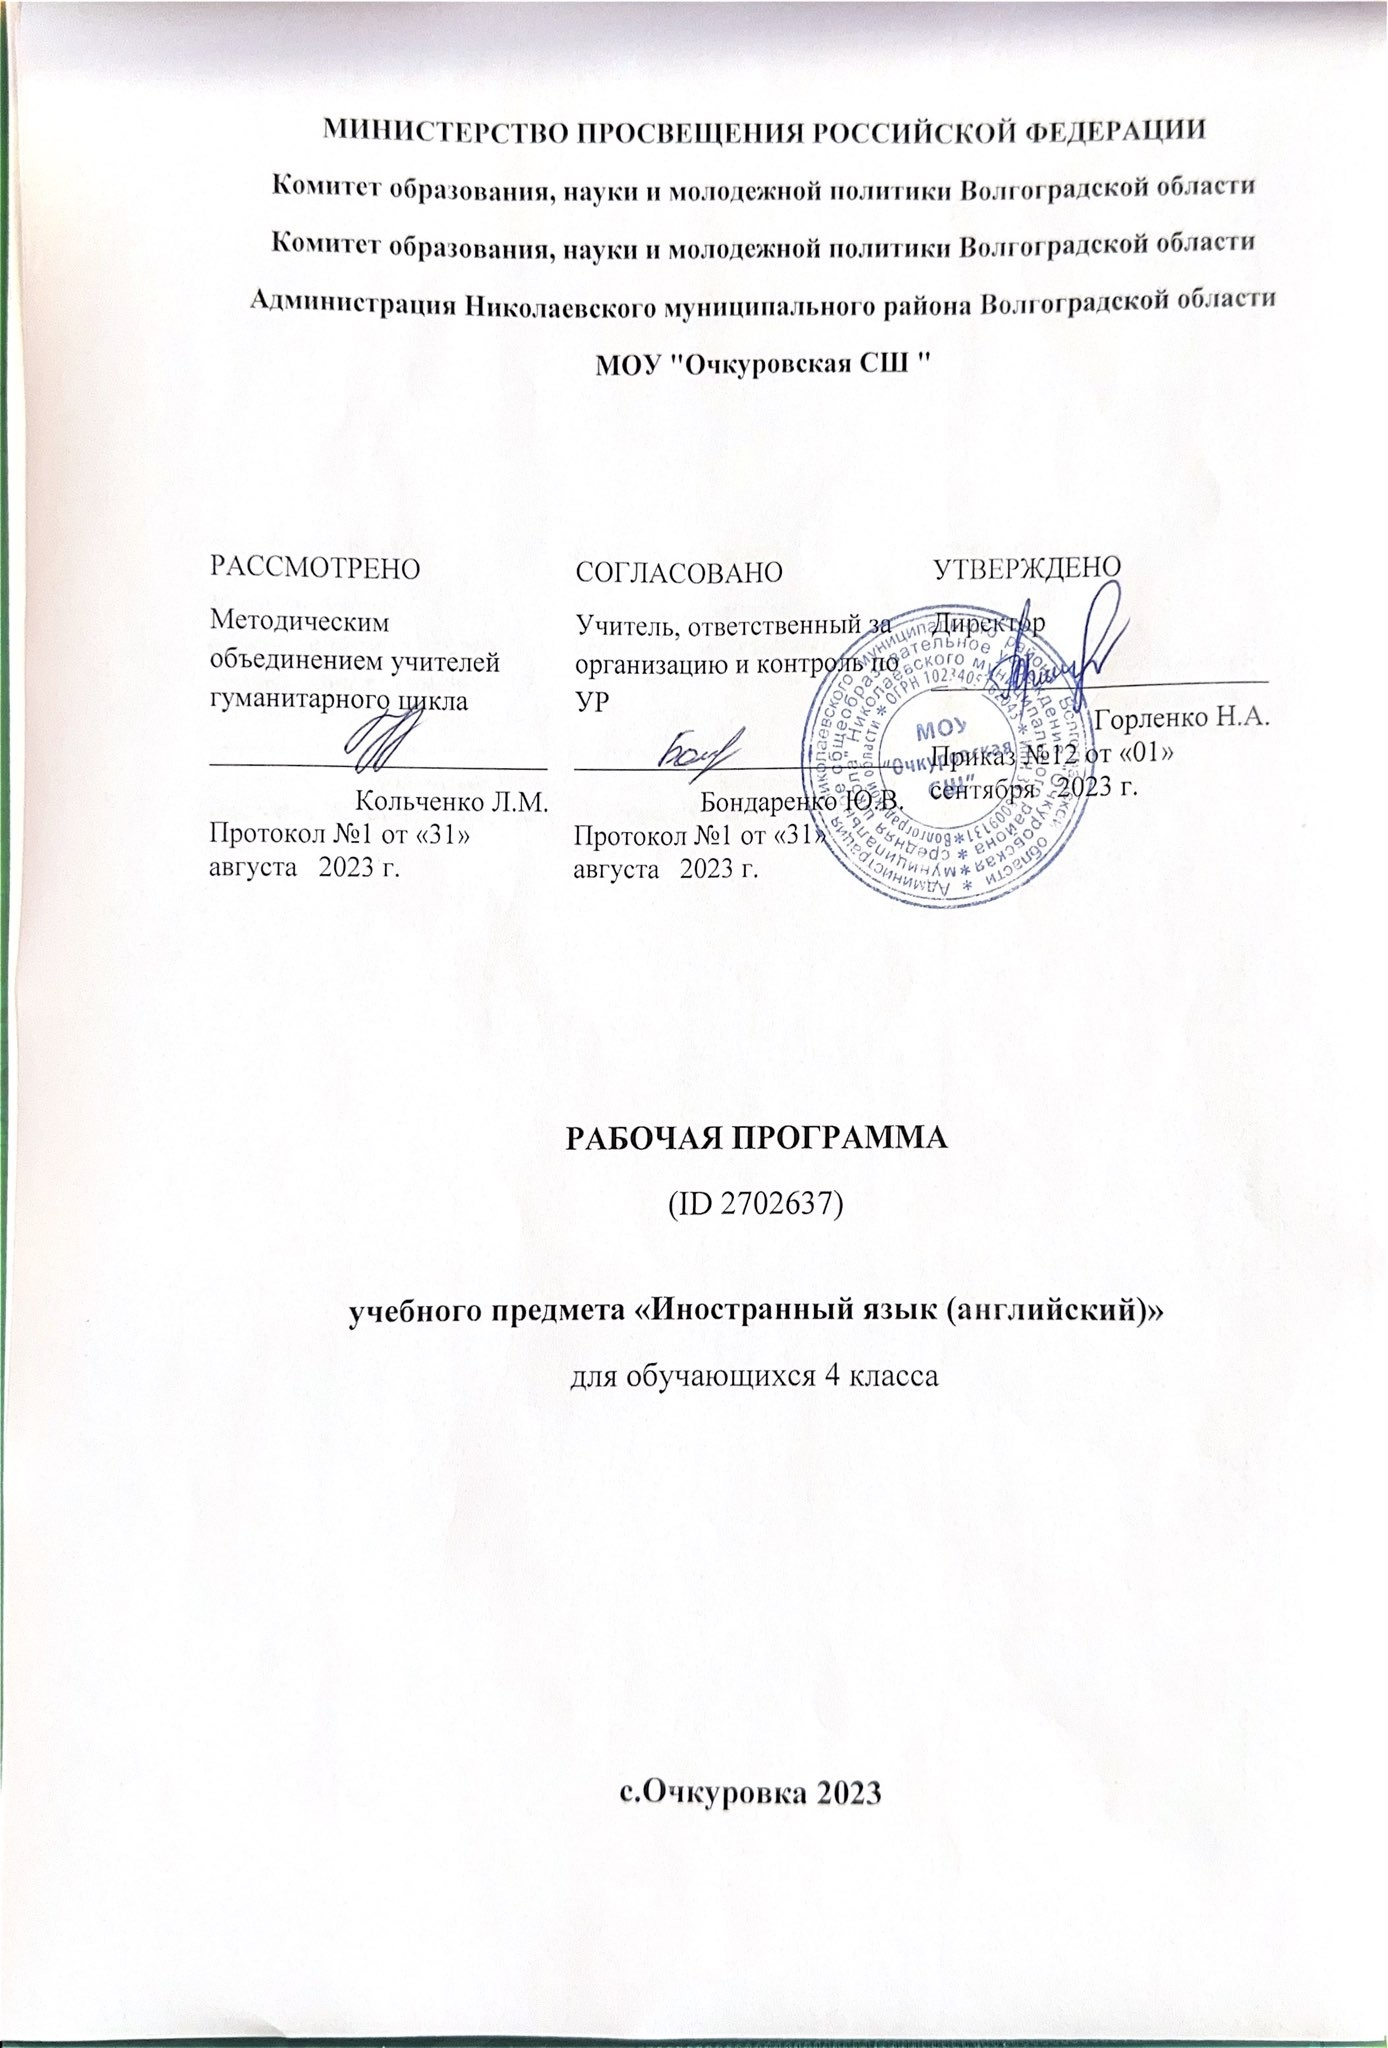 МИНИСТЕРСТВО ПРОСВЕЩЕНИЯ РОССИЙСКОЙ ФЕДЕРАЦИИ
Комитет образования, науки и молодежной политики Волгоградской области
Комитет образования, науки и молодежной политики Волгоградской области
Администрация Николаевского муниципального района Волгоградской области
МОУ "Очкуровская СШ "
РАССМОТРЕНО
Методическим
объединением учителей
гуманитарного цикла
Кольченко Л.М.
Протокол №1 от «31»
августа 2023 г.
СОГЛАСОВАНО
Учитель, ответственный за
организацию и контроль по
УР
Бондаренко Ю.В.
Протокол №1 от «31»
августа 2023 г.
УТВЕРЖДЕНО
Директор
Горленко Н.А.
Приказ №12 от «01»
сентября 2023 г.
МОУ
"Очкуровская
СШ"
РАБОЧАЯ ПРОГРАММА
(ID 2702637)
учебного предмета «Иностранный язык (английский)»
для обучающихся 4 класса
с.Очкуровка 2023